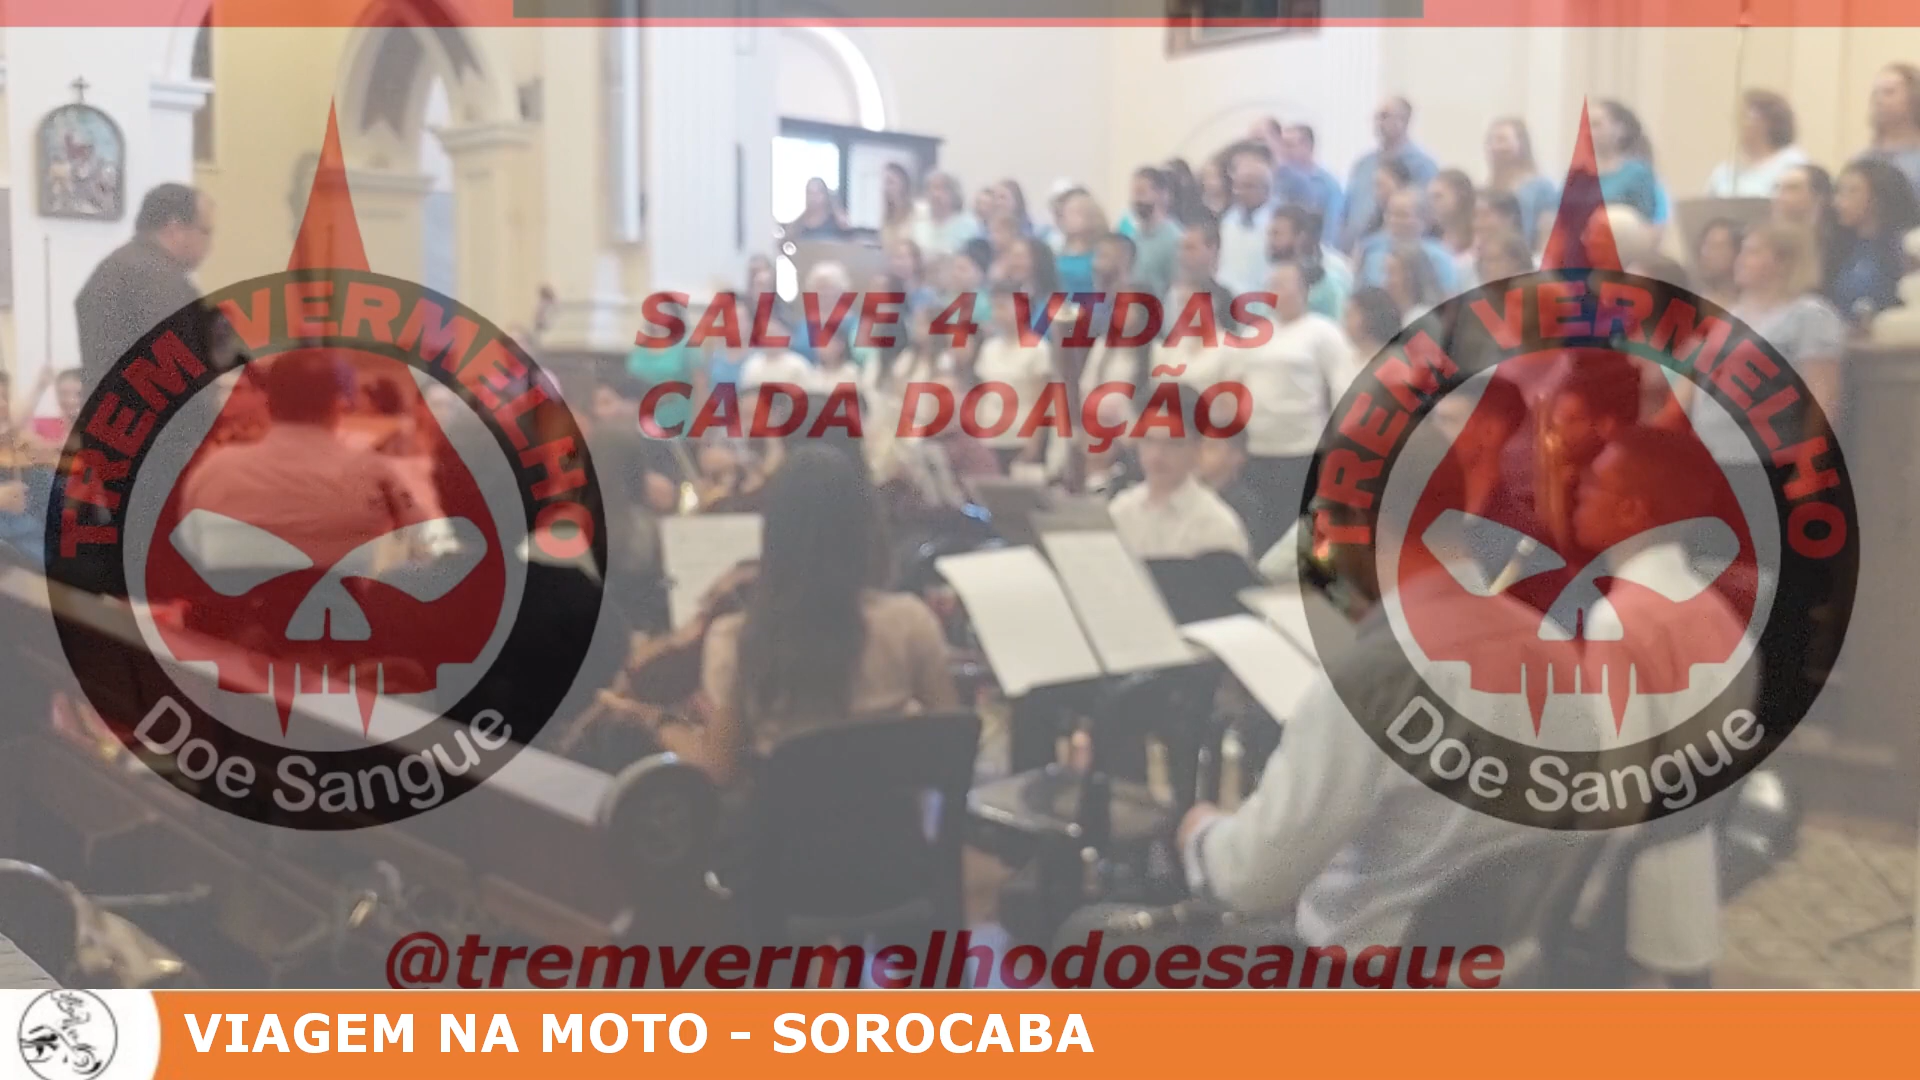 TREM VERMELHO
Doe Sangue
SALVE 4 VIDAS
CADA DOAÇÃO
TREM VERMELHO
Doe Sangue
@tremvermelhodoesangue
VIAGEM NA MOTO - SOROCABA